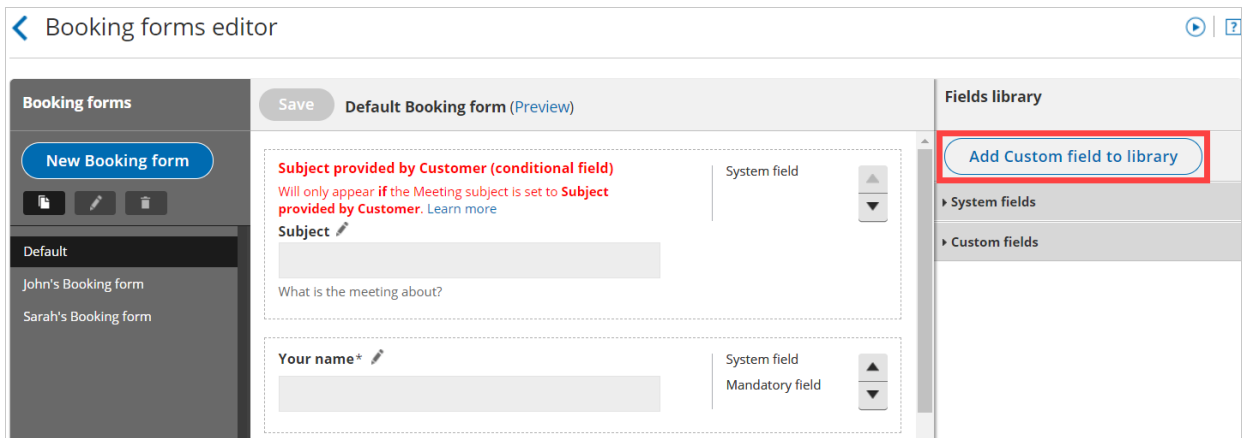 Booking forms editor
?
Booking forms
New Booking form
Default
John's Booking form
Sarah's Booking form
Save
Default Booking form (Preview)
Subject provided by Customer (conditional field)
Will only appear if the Meeting subject is set to Subject
provided by Customer. Learn more
Subject
What is the meeting about?
System field
Your name*
System field
Mandatory field
Fields library
Add Custom field to library
System fields
Custom fields